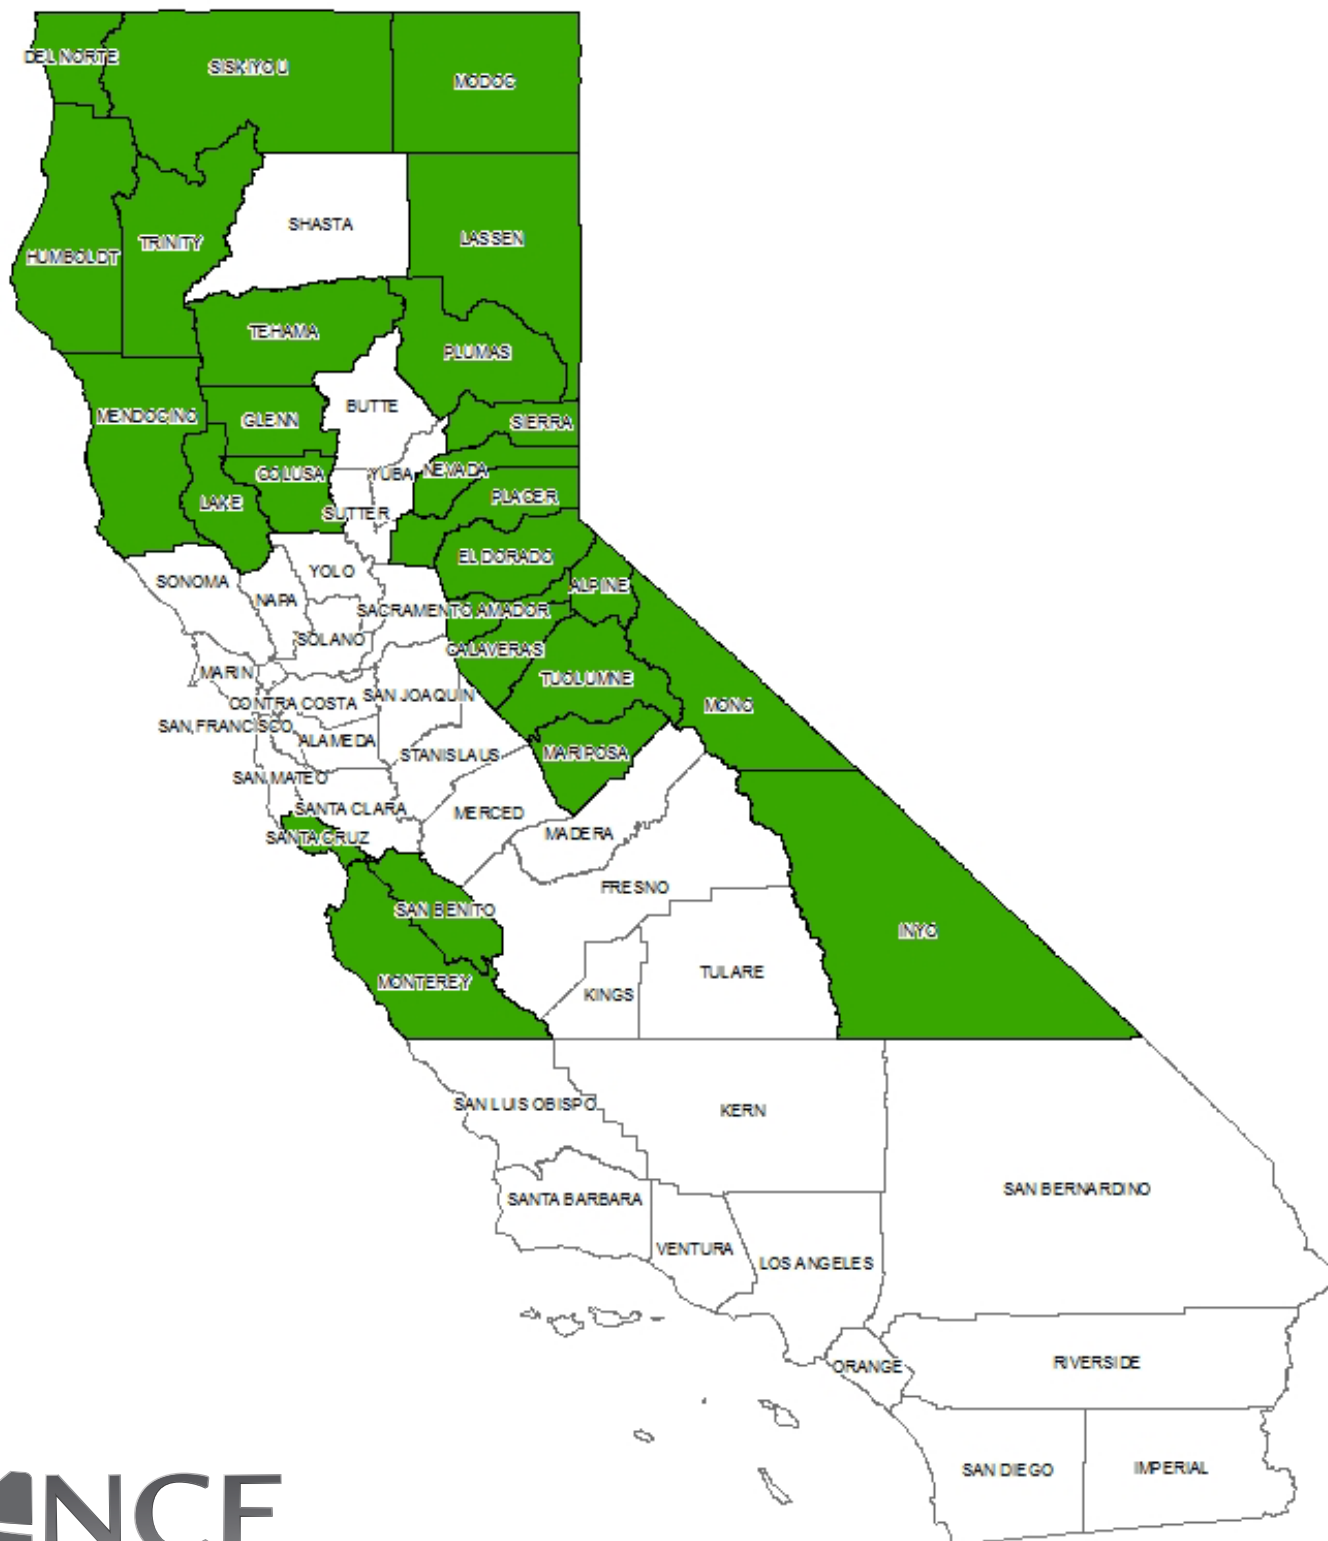 DEL NORTE
SISKIYOU
MODOC
SHASTA
HUMBOLDT
TRINITY
LASSEN
TEHAMA
PLUMAS
MENDOCINO
GLENN
BUTTE
SIERRA
COLUSA
YUBA
NEVADA
LAKE
SUTTER
PLACER
SONOMA
NAPA
YOLO
EL DORADO
ALPINE
SACRAMENTO
AMADOR
SOLANO
CALAVERAS
MARIN
TUOLUMNE
CONTRA COSTA
SAN JOAQUIN
MONO
SAN FRANCISCO
ALAMEDA
STANISLAUS
MARIPOSA
SAN MATEO
SANTA CLARA
MERCED
SANTA CRUZ
MADERA
FRESNO
SAN BENITO
INYO
MONTEREY
KINGS
TULARE
SAN LUIS OBISPO
KERN
SANTA BARBARA
SAN BERNARDINO
VENTURA
LOS ANGELES
ORANGE
RIVERSIDE
SAN DIEGO
IMPERIAL